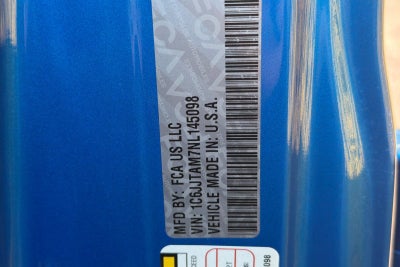 MFD BY: FCA US LLC
VIN: 1C6JJTAM7NL145098
VEHICLE MADE IN: U.S.A.